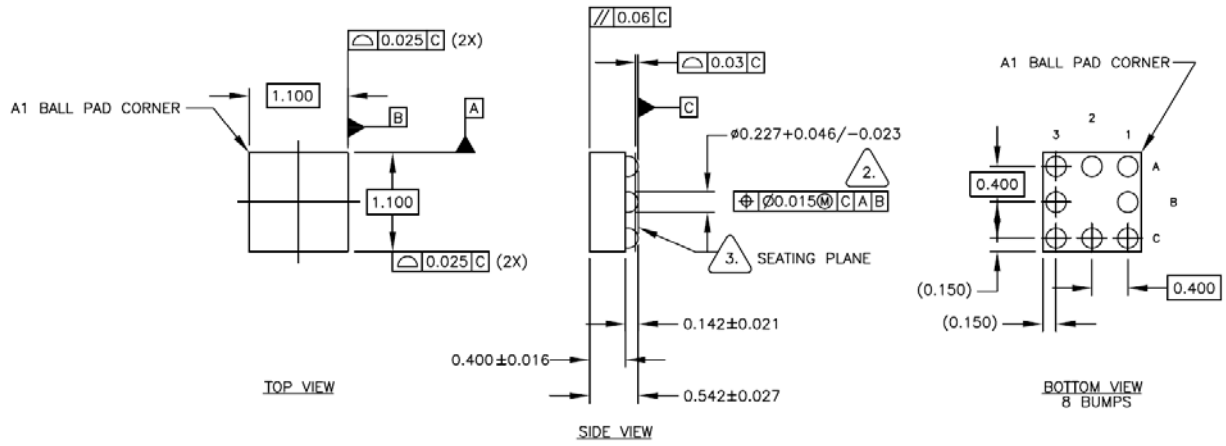 // 0.06 C
⌓ 0.025 C (2X)
⌓ 0.03 C
A1 BALL PAD CORNER
1.100
B
A
C
⌀0.227+0.046/−0.023
2.
1.100
⌖ ⌀0.015Ⓜ C A B
⌓ 0.025 C (2X)
3. SEATING PLANE
0.142±0.021
0.400±0.016
0.542±0.027
TOP VIEW
SIDE VIEW
A1 BALL PAD CORNER
3 2 1
A
B
C
0.400
(0.150)
0.400
(0.150)
BOTTOM VIEW
8 BUMPS